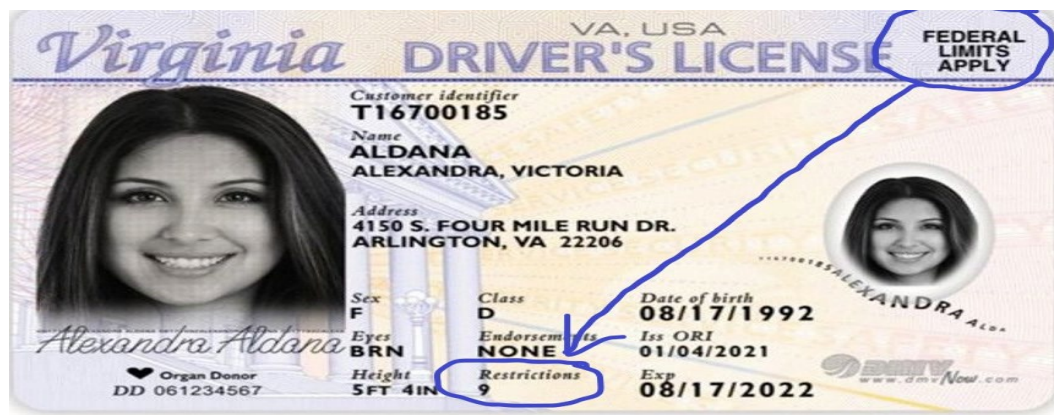 Virginia
VA, USA
DRIVER'S LICENSE
FEDERAL
LIMITS
APPLY
Customer identifier
T16700185
Name
ALDANA
ALEXANDRA, VICTORIA
Address
4150 S. FOUR MILE RUN DR.
ARLINGTON, VA 22206
Sex Class Date of birth
F D 08/17/1992
Eyes Endorsements Iss ORI
BRN NONE 01/04/2021
Height Restrictions Exp
5FT 4IN 9 08/17/2022
Alexandra Aldana
Organ Donor
DD 061234567
DMV
www.dmvNow.com